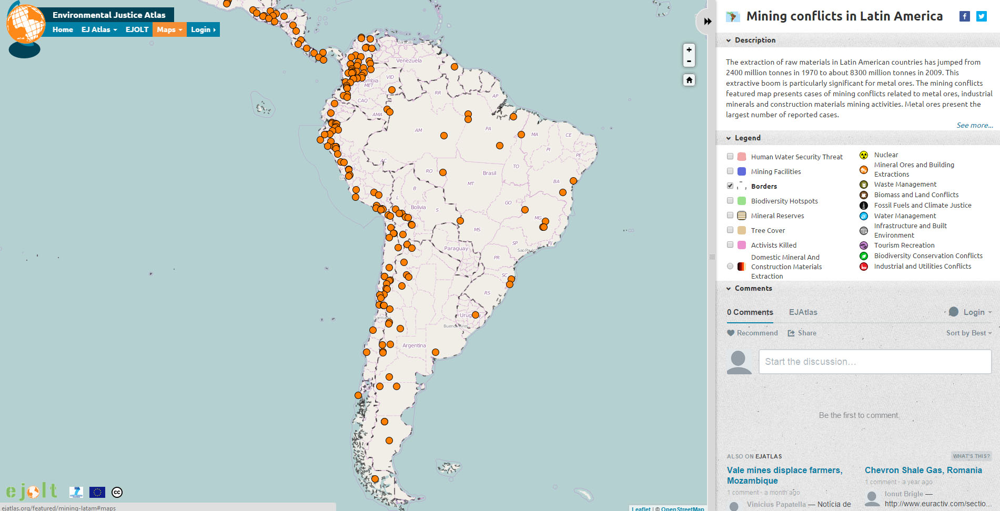 Environmental Justice Atlas
Home EJ Atlas EJOLT Maps Login
Caracas
Venezuela
VID
MET
CAQ
RR
AP
AMA
AM
PA
MA
CE
PI
PE
AC
RO
TO
Brasil
BA
MT
B
L
GO
Bolivia
S
MG
MS
SP
RJ
Sao Paulo
Paraguay
PR
SC
RS
Santiago
Buenos Aires
Argentina
Chile
ejolt
7
cc
ejatlas.org/featured/mining-latam#maps
Leaflet | © OpenStreetMap
+
-
Mining conflicts in Latin America
f
Description
The extraction of raw materials in Latin American countries has jumped from
2400 million tonnes in 1970 to about 8300 million tonnes in 2009. This
extractive boom is particularly significant for metal ores. The mining conflicts
featured map presents cases of mining conflicts related to metal ores, industrial
minerals and construction materials mining activities. Metal ores present the
largest number of reported cases.
See more...
Legend
Human Water Security Threat
Mining Facilities
Borders
Biodiversity Hotspots
Mineral Reserves
Tree Cover
Activists Killed
Domestic Mineral And
Construction Materials
Extraction
Nuclear
Mineral Ores and Building
Extractions
Waste Management
Biomass and Land Conflicts
Fossil Fuels and Climate Justice
Water Management
Infrastructure and Built
Environment
Tourism Recreation
Biodiversity Conservation Conflicts
Industrial and Utilities Conflicts
Comments
0 Comments EJAtlas Login
Recommend Share Sort by Best
Start the discussion…
Be the first to comment.
ALSO ON EJATLAS WHAT'S THIS?
Vale mines displace farmers,
Mozambique
1 comment · a month ago
Vinicius Papatella — Notícia de
Chevron Shale Gas, Romania
1 comment · a year ago
Ionut Brigle —
http://www.euractiv.com/sectio...